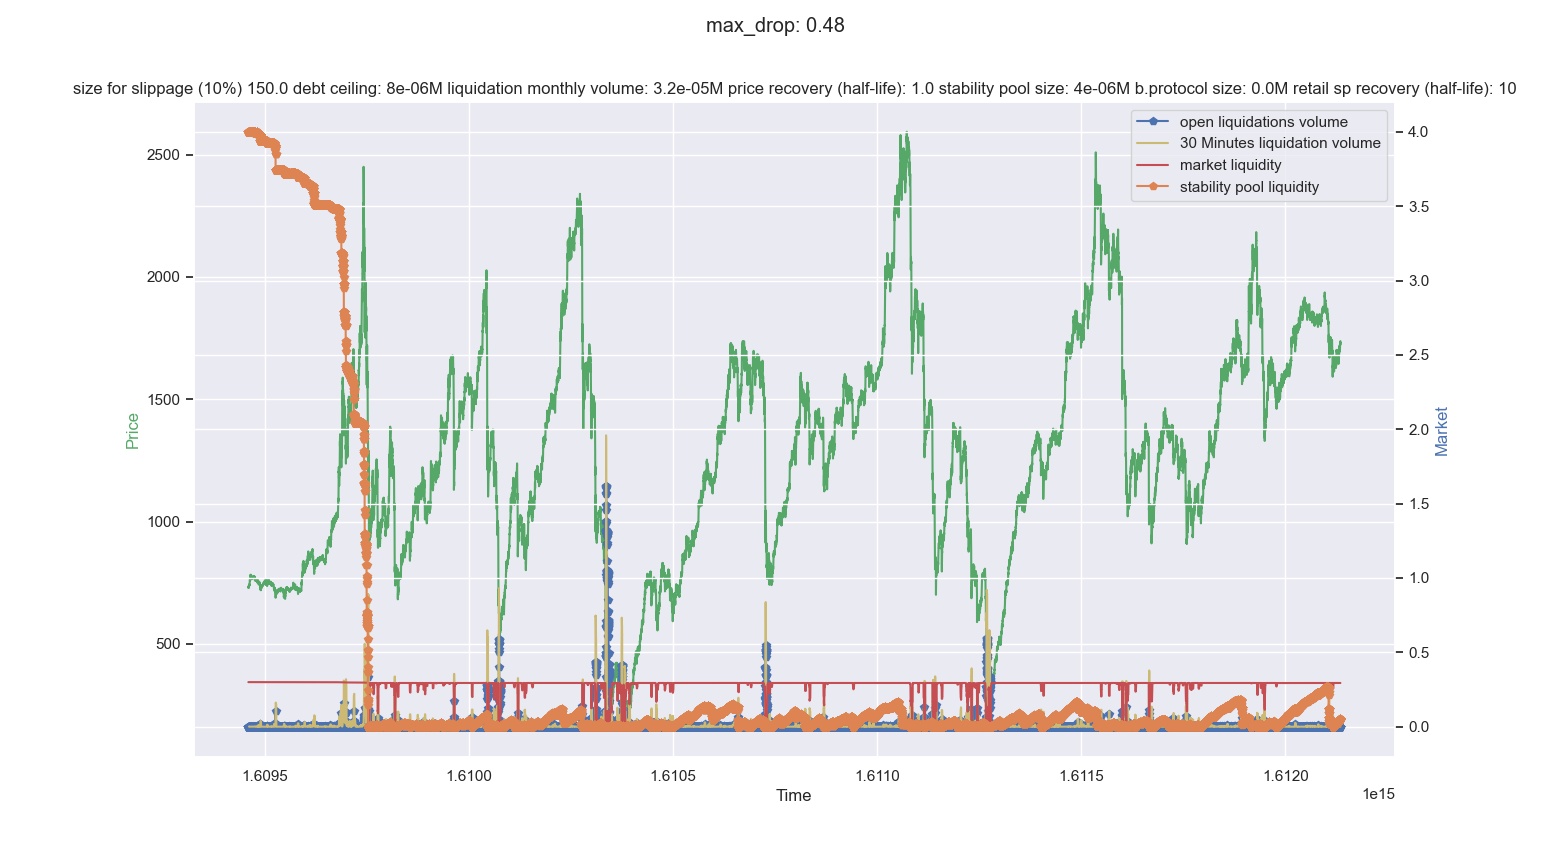 max_drop: 0.48
size for slippage (10%) 150.0 debt ceiling: 8e-06M liquidation monthly volume: 3.2e-05M price recovery (half-life): 1.0 stability pool size: 4e-06M b.protocol size: 0.0M retail sp recovery (half-life): 10
open liquidations volume
30 Minutes liquidation volume
market liquidity
stability pool liquidity
2500
2000
1500
1000
500
Price
4.0
3.5
3.0
2.5
2.0
1.5
1.0
0.5
0.0
Market
1.6095 1.6100 1.6105 1.6110 1.6115 1.6120
Time
1e15